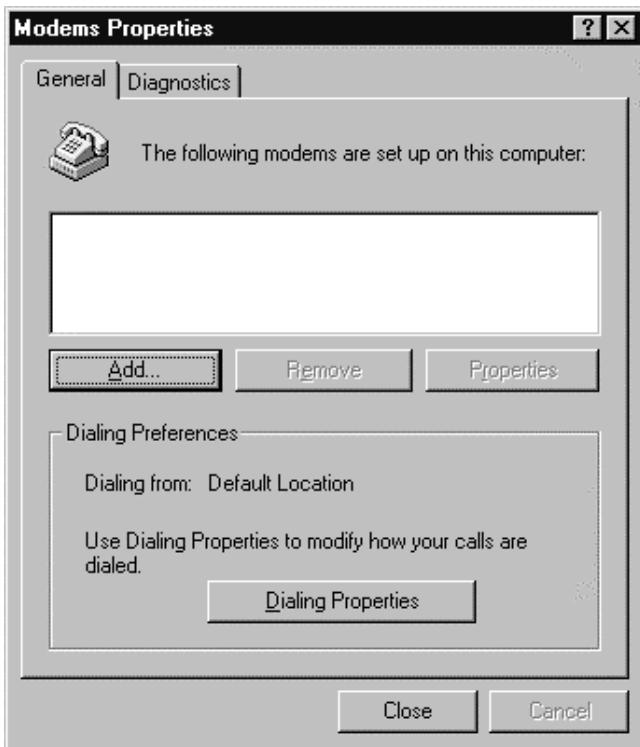 Modems Properties
General
Diagnostics
The following modems are set up on this computer:
Add...
Remove
Properties
Dialing Preferences
Dialing from: Default Location
Use Dialing Properties to modify how your calls are
dialed.
Dialing Properties
Close
Cancel